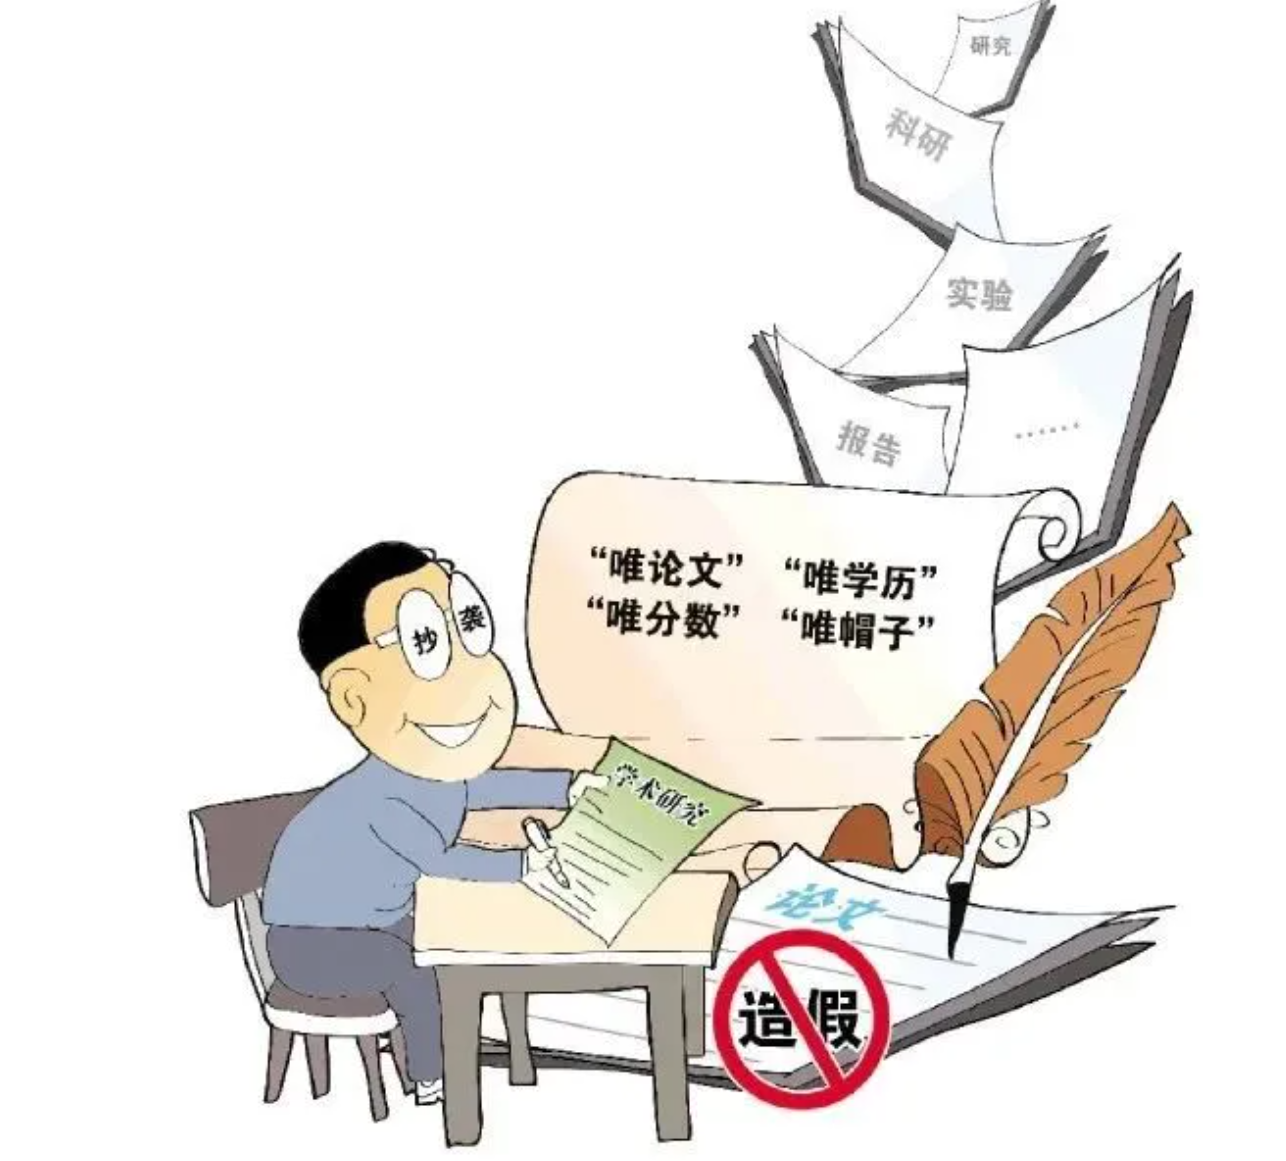 研究
科研
实验
报告
……
“唯论文” “唯学历”
“唯分数” “唯帽子”
抄袭
学术研究
论文
造假